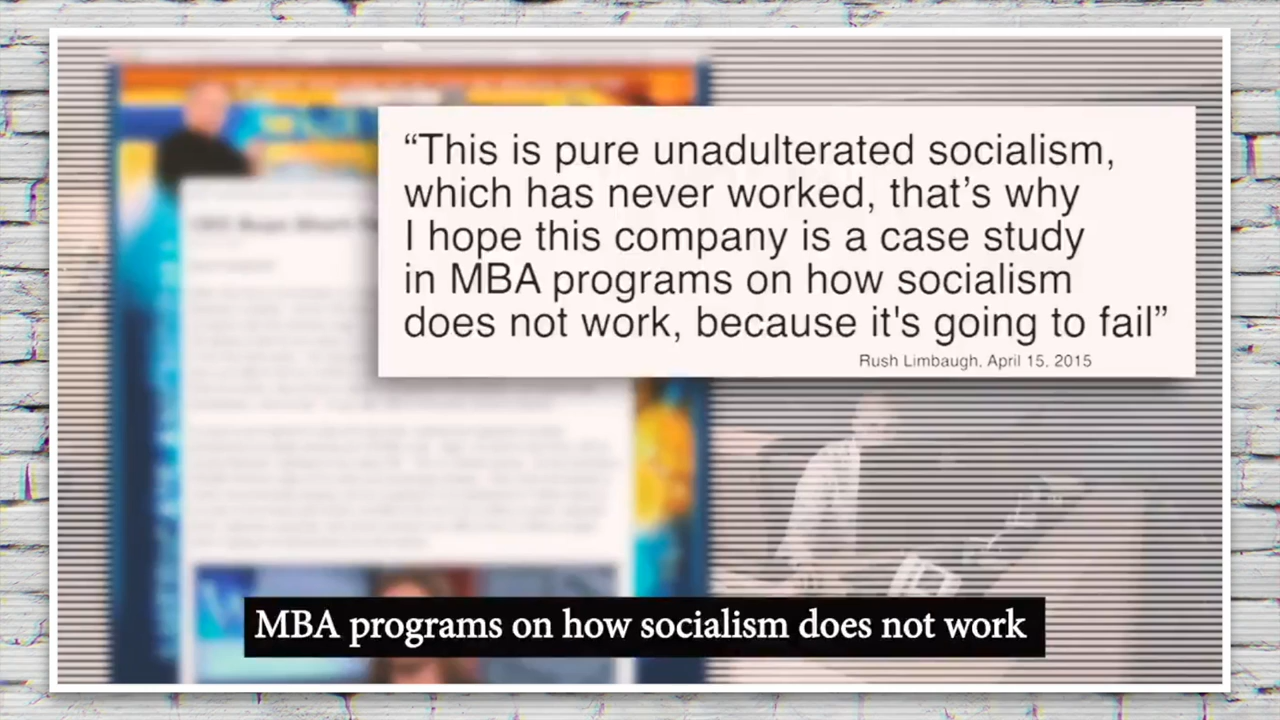 “This is pure unadulterated socialism,
which has never worked, that’s why
I hope this company is a case study
in MBA programs on how socialism
does not work, because it's going to fail”
Rush Limbaugh, April 15, 2015
MBA programs on how socialism does not work